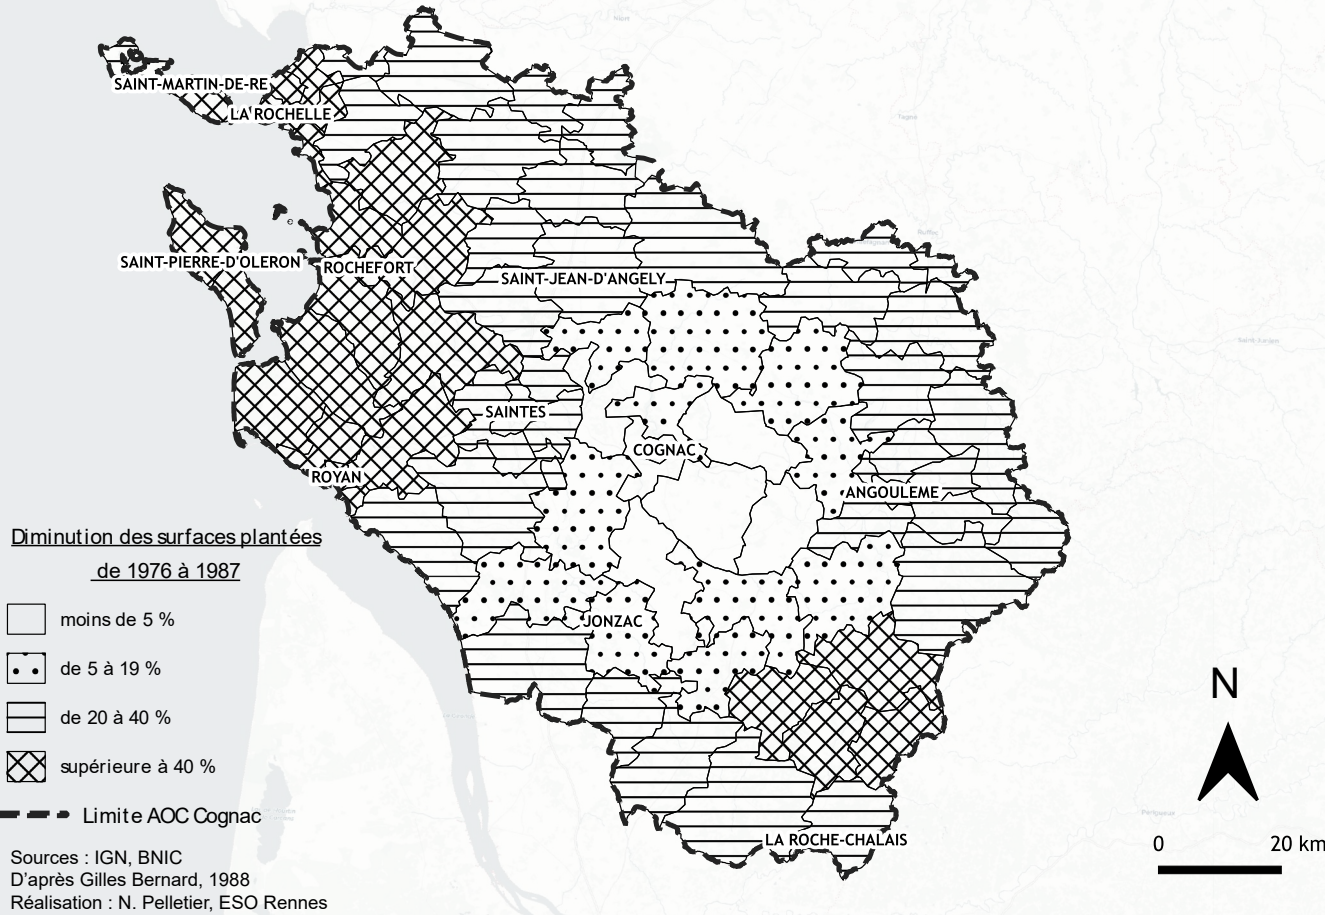 SAINT-MARTIN-DE-RE
LA ROCHELLE
SAINT-PIERRE-D'OLERON
ROCHEFORT
SAINT-JEAN-D'ANGELY
SAINTES
COGNAC
ROYAN
ANGOULEME
JONZAC
LA ROCHE-CHALAIS
Diminution des surfaces plantées
de 1976 à 1987
moins de 5 %
de 5 à 19 %
de 20 à 40 %
supérieure à 40 %
Limite AOC Cognac
Sources : IGN, BNIC
D'après Gilles Bernard, 1988
Réalisation : N. Pelletier, ESO Rennes
N
0 20 km